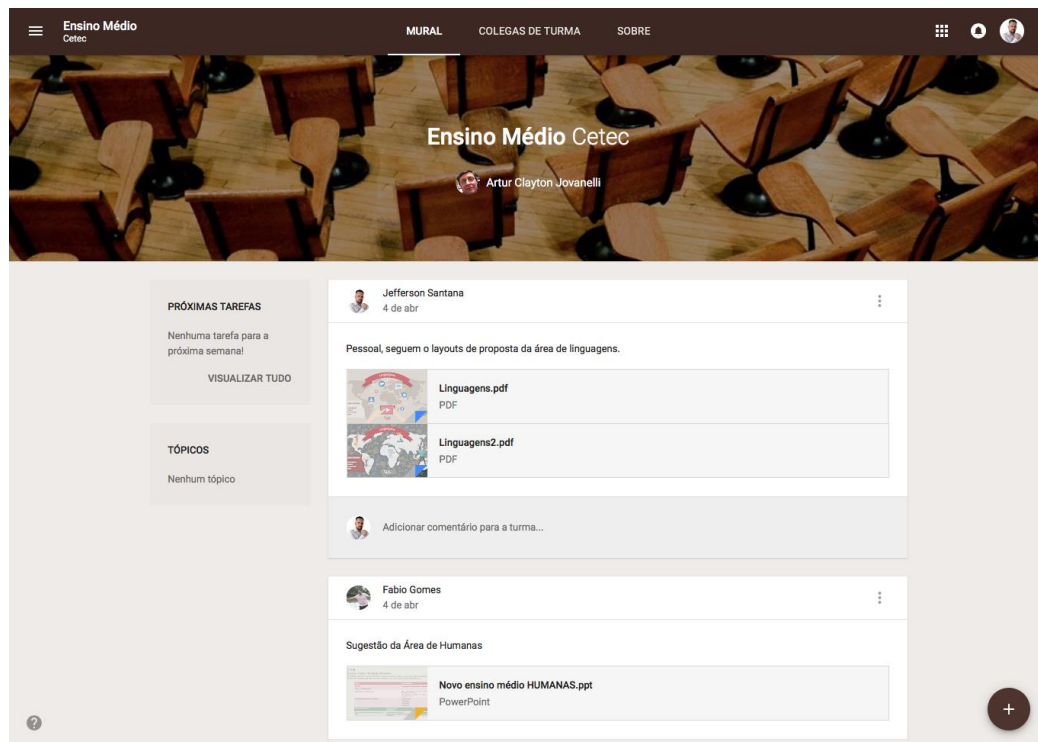 Ensino Médio
Cetec
MURAL
COLEGAS DE TURMA
SOBRE
Ensino Médio Cetec
Artur Clayton Jovanelli
PRÓXIMAS TAREFAS
Nenhuma tarefa para a
próxima semana!
VISUALIZAR TUDO
TÓPICOS
Nenhum tópico
Jefferson Santana
4 de abr
Pessoal, seguem o layouts de proposta da área de linguagens.
Linguagens.pdf
PDF
Linguagens2.pdf
PDF
Adicionar comentário para a turma...
Fabio Gomes
4 de abr
Sugestão da Área de Humanas
Novo ensino médio HUMANAS.ppt
PowerPoint